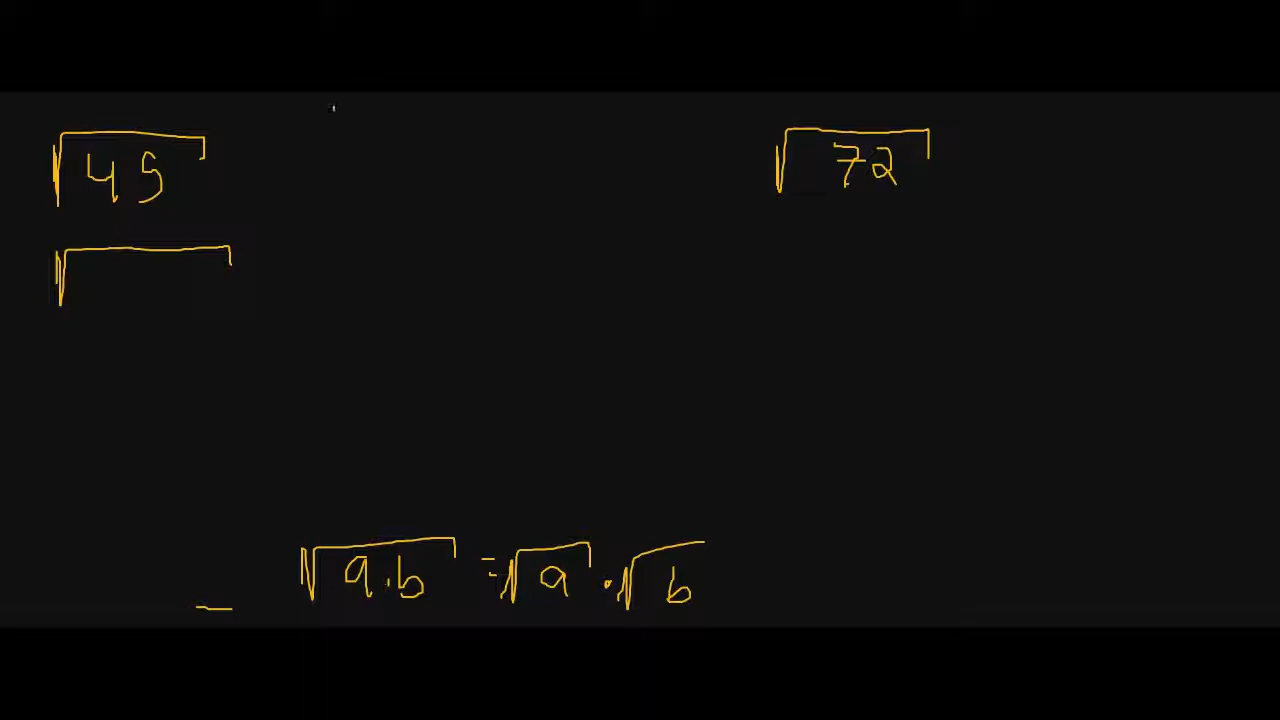 √45
√72
√
√a.b = √a · √b